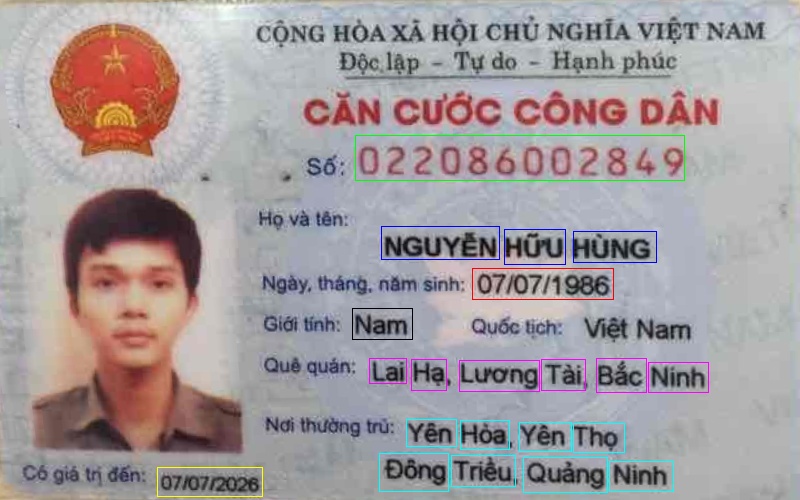 CỘNG HÒA XÃ HỘI CHỦ NGHĨA VIỆT NAM
Độc lập - Tự do - Hạnh phúc
CĂN CƯỚC CÔNG DÂN
Số: 022086002849
Họ và tên:
NGUYỄN HỮU HÙNG
Ngày, tháng, năm sinh: 07/07/1986
Giới tính: Nam Quốc tịch: Việt Nam
Quê quán: Lai Hạ, Lương Tài, Bắc Ninh
Nơi thường trú: Yên Hòa, Yên Thọ
Đông Triều, Quảng Ninh
Có giá trị đến: 07/07/2026